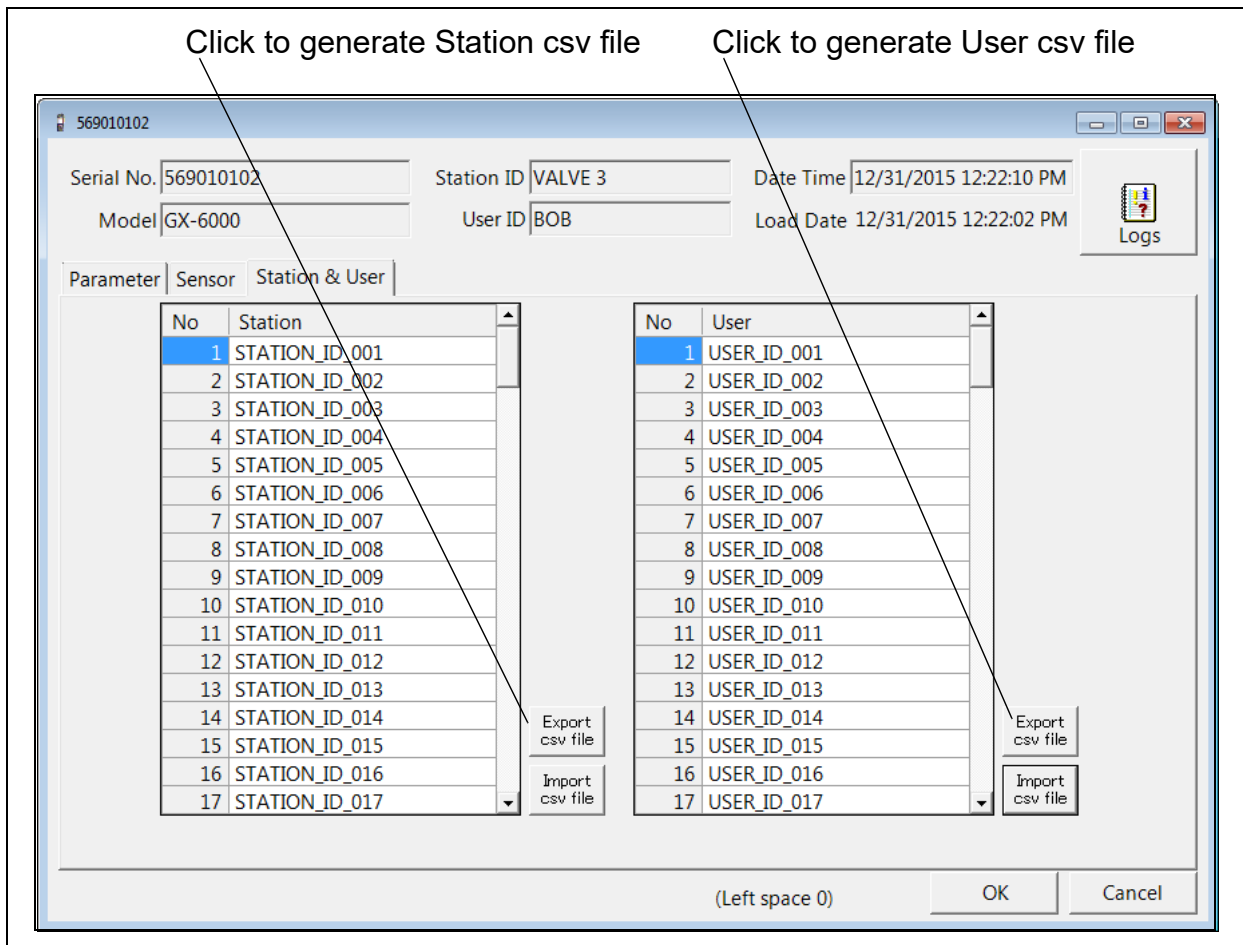 Click to generate Station csv file Click to generate User csv file
569010102
Serial No. 569010102 Station ID VALVE 3 Date Time 12/31/2015 12:22:10 PM
Model GX-6000 User ID BOB Load Date 12/31/2015 12:22:02 PM
Logs
Parameter Sensor Station & User
No Station No User
1 STATION_ID_001 1 USER_ID_001
2 STATION_ID_002 2 USER_ID_002
3 STATION_ID_003 3 USER_ID_003
4 STATION_ID_004 4 USER_ID_004
5 STATION_ID_005 5 USER_ID_005
6 STATION_ID_006 6 USER_ID_006
7 STATION_ID_007 7 USER_ID_007
8 STATION_ID_008 8 USER_ID_008
9 STATION_ID_009 9 USER_ID_009
10 STATION_ID_010 10 USER_ID_010
11 STATION_ID_011 11 USER_ID_011
12 STATION_ID_012 12 USER_ID_012
13 STATION_ID_013 13 USER_ID_013
14 STATION_ID_014 Export 14 USER_ID_014 Export
15 STATION_ID_015 csv file 15 USER_ID_015 csv file
16 STATION_ID_016 Import 16 USER_ID_016 Import
17 STATION_ID_017 csv file 17 USER_ID_017 csv file
(Left space 0) OK Cancel